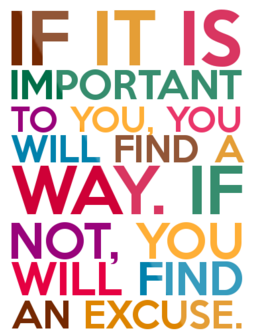 IF IT IS
IMPORTANT
TO YOU, YOU
WILL FIND A
WAY. IF
NOT, YOU
WILL FIND
AN EXCUSE.